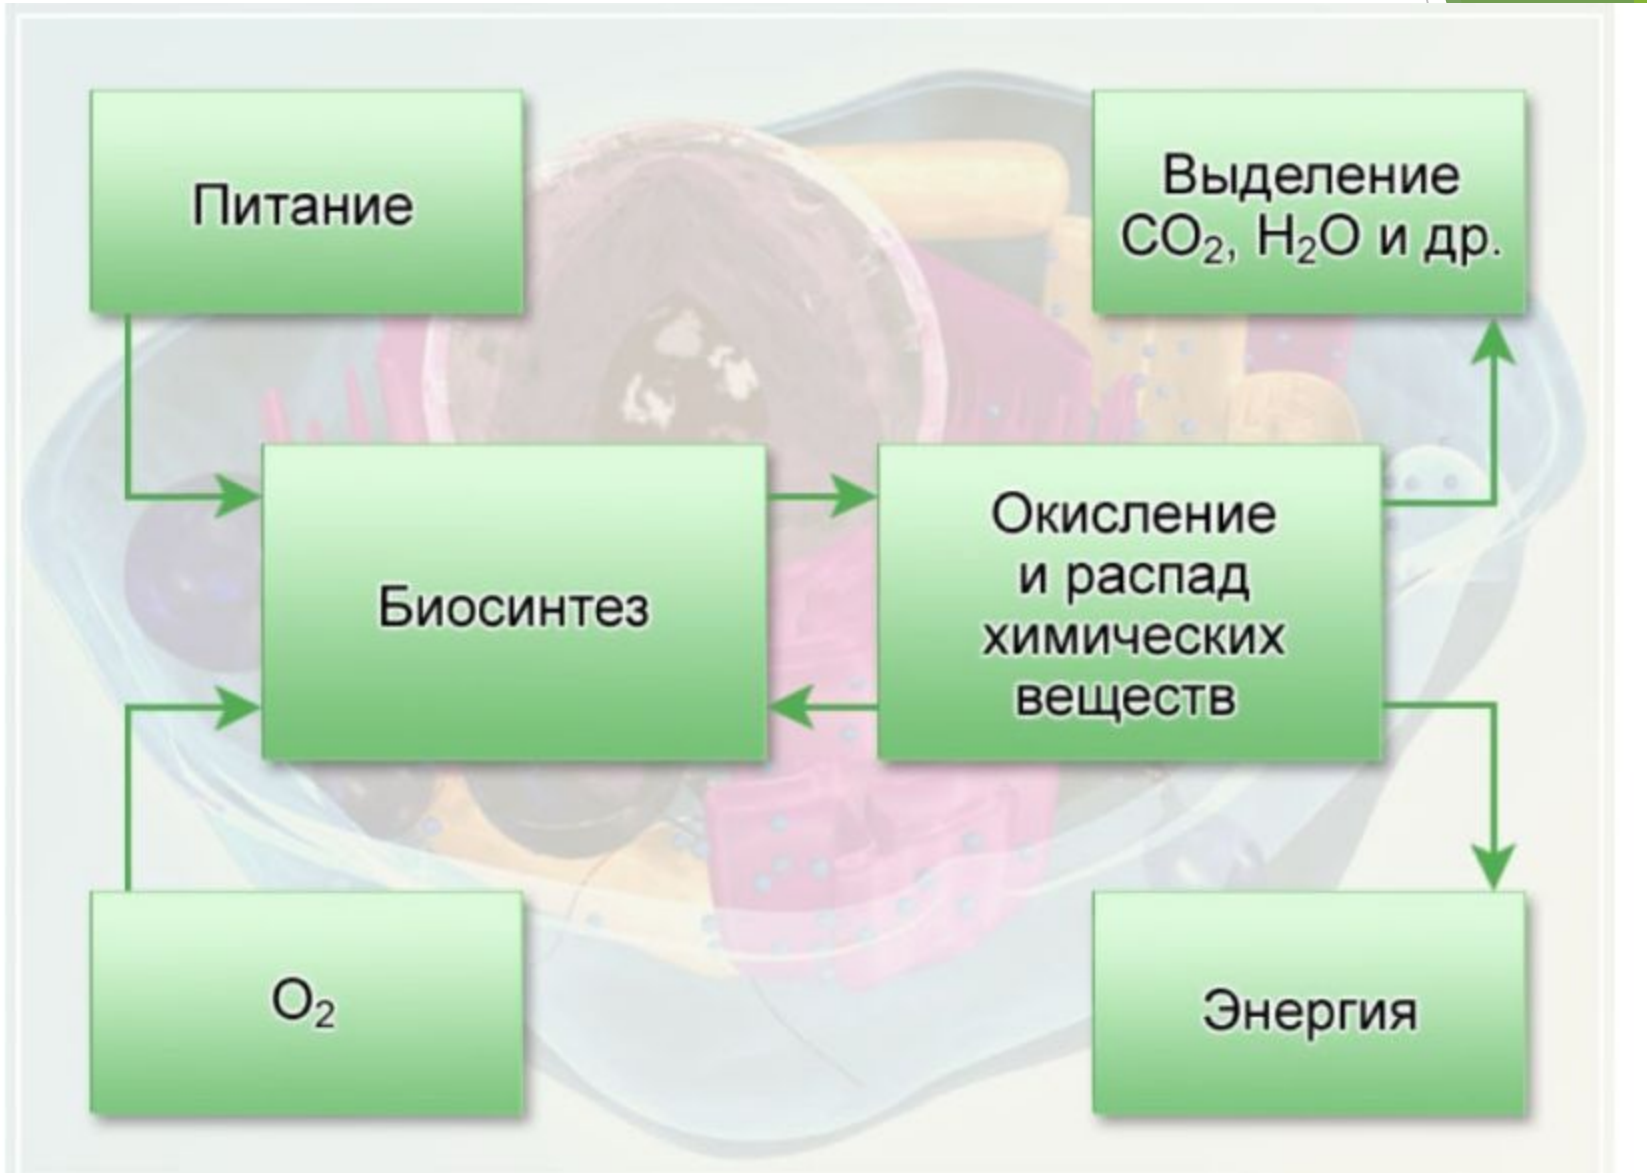 Питание
Выделение
CO₂, H₂O и др.
Биосинтез
Окисление
и распад
химических
веществ
O₂
Энергия